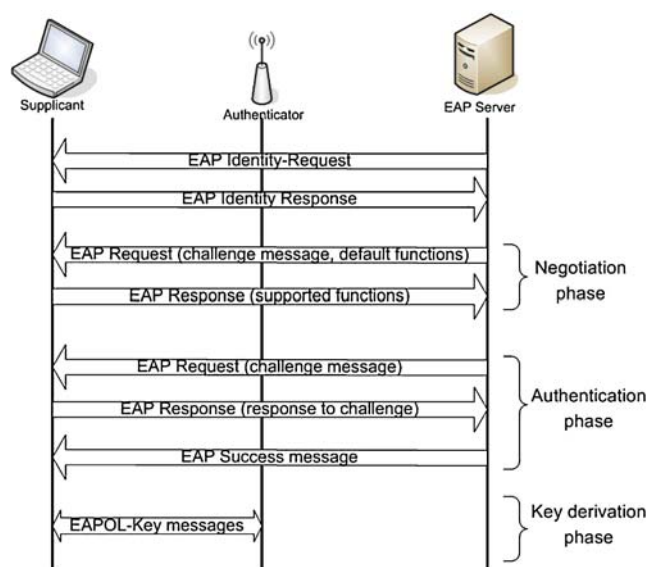 Supplicant
Authenticator
EAP Server
EAP Identity-Request
EAP Identity Response
EAP Request (challenge message, default functions)
EAP Response (supported functions)
Negotiation
phase
EAP Request (challenge message)
EAP Response (response to challenge)
EAP Success message
Authentication
phase
EAPOL-Key messages
Key derivation
phase